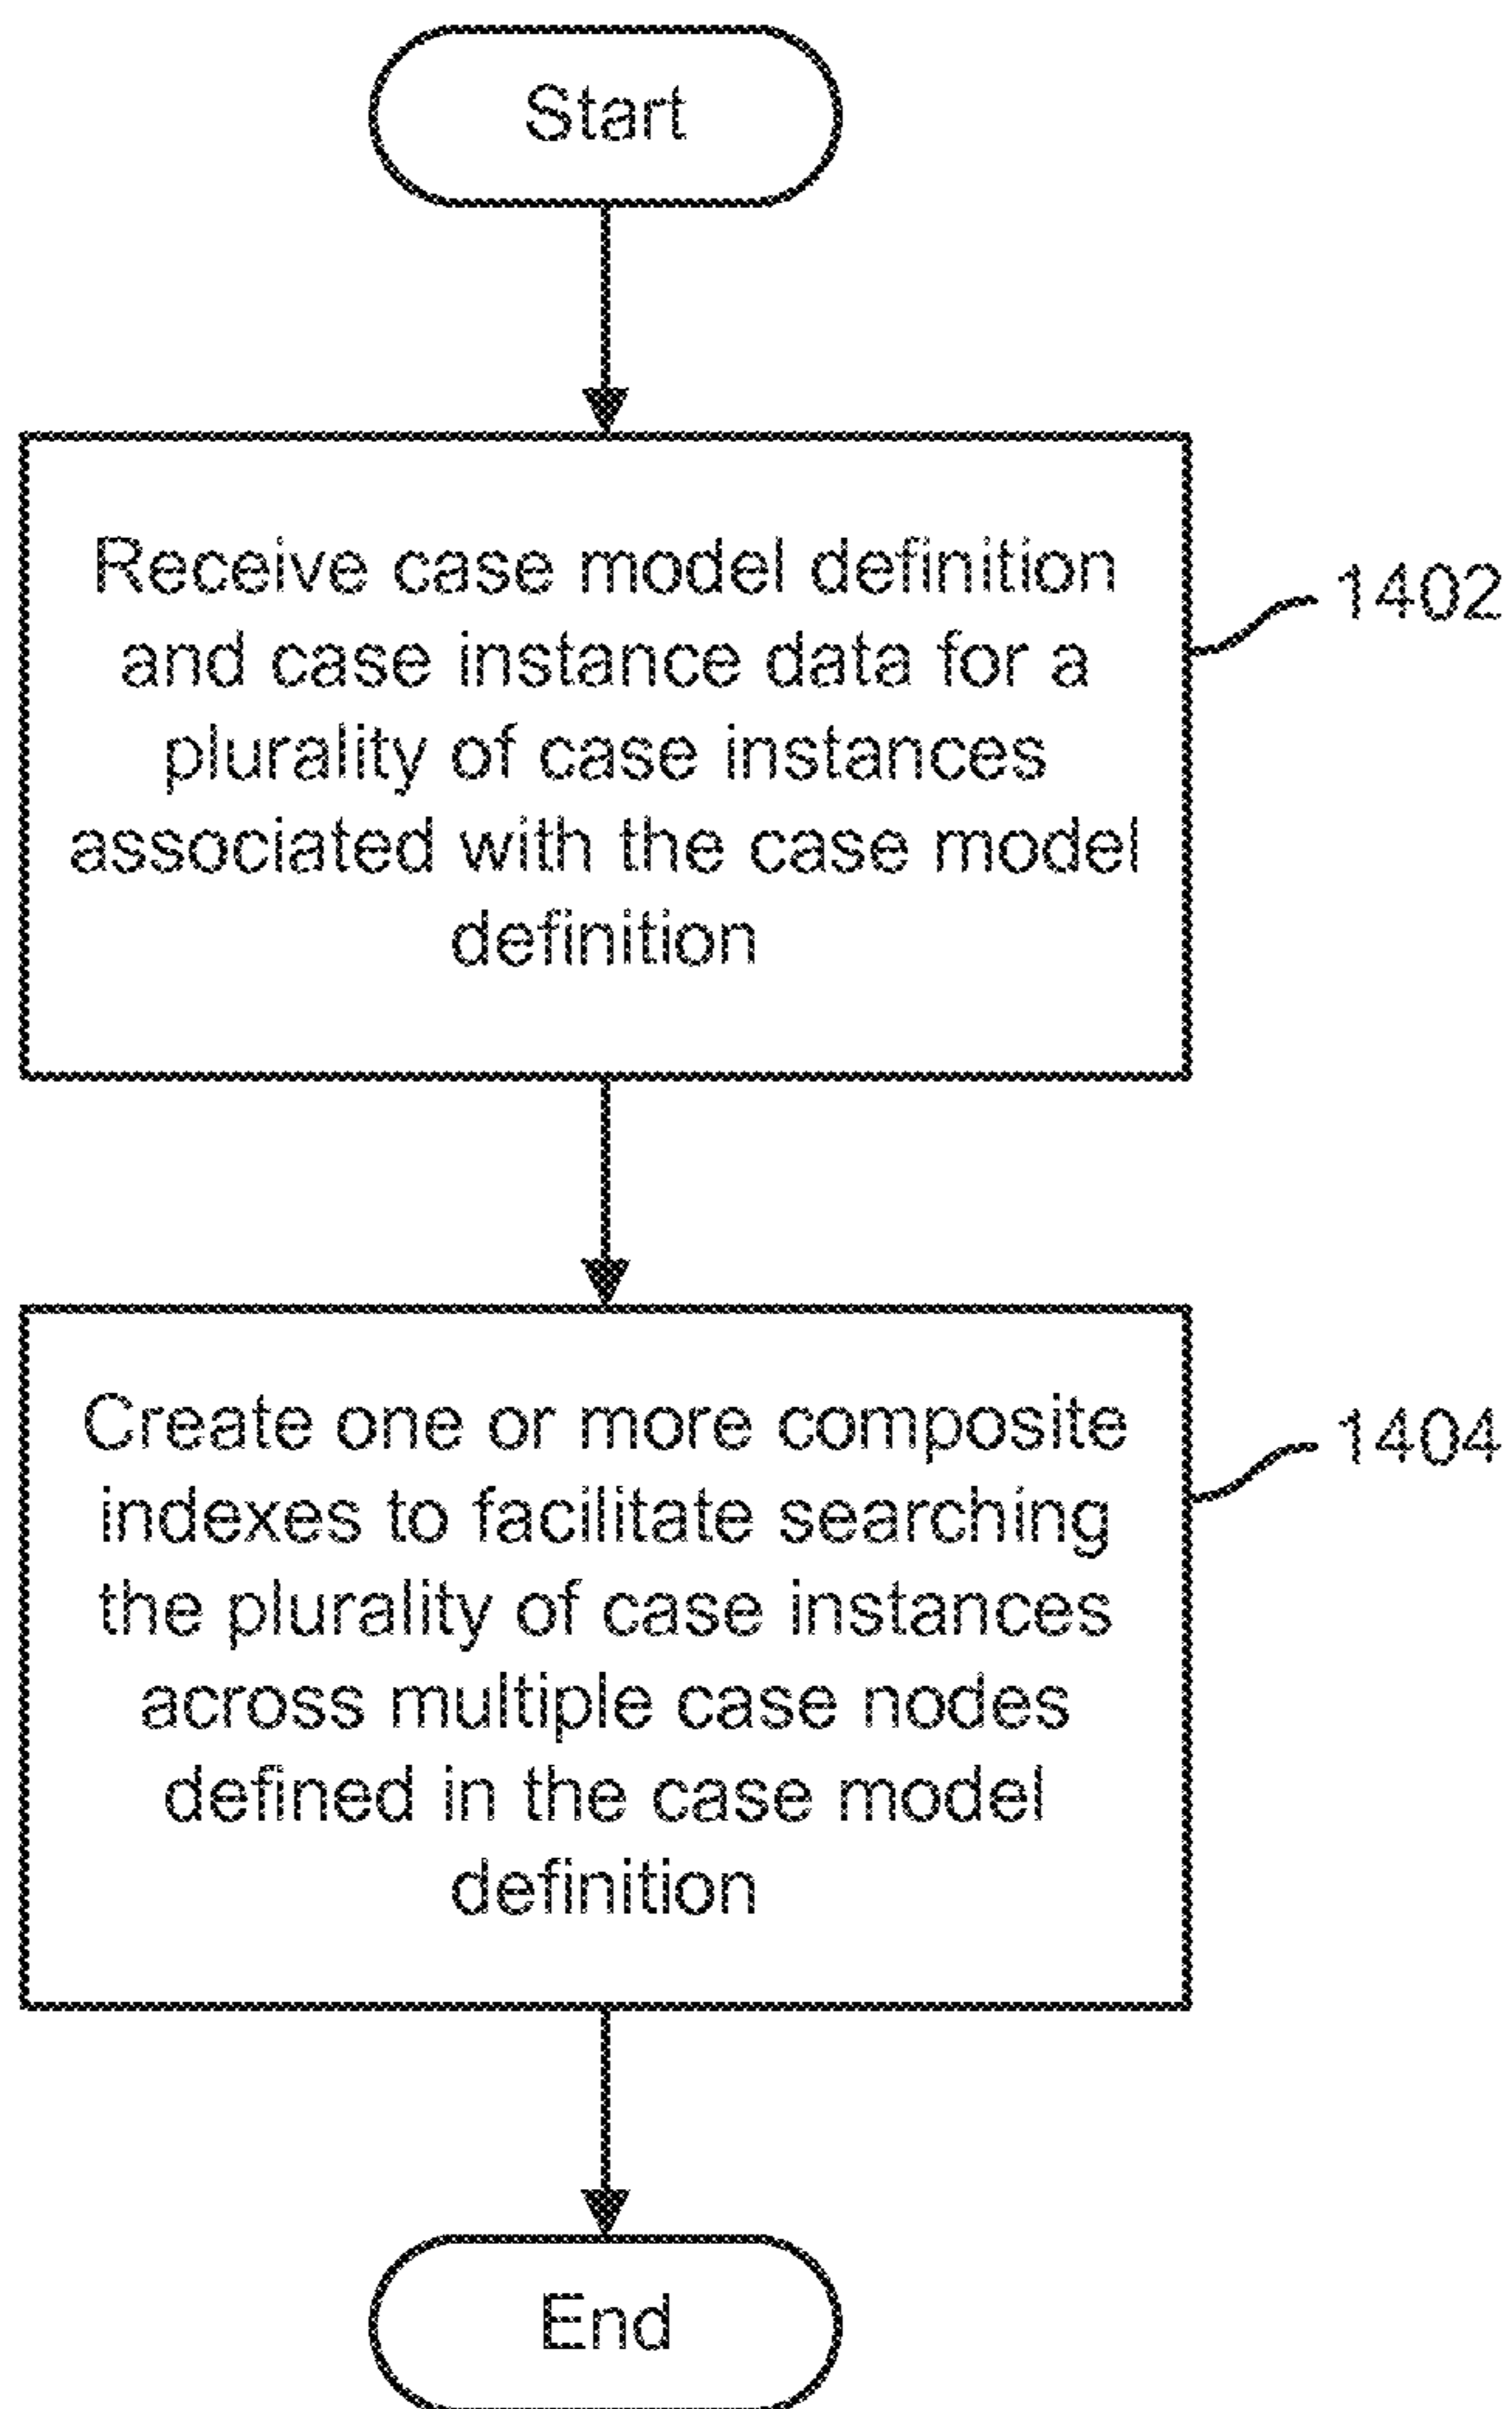 Start
Receive case model definition
and case instance data for a
plurality of case instances
associated with the case model
definition
1402
Create one or more composite
indexes to facilitate searching
the plurality of case instances
across multiple case nodes
defined in the case model
definition
1404
End